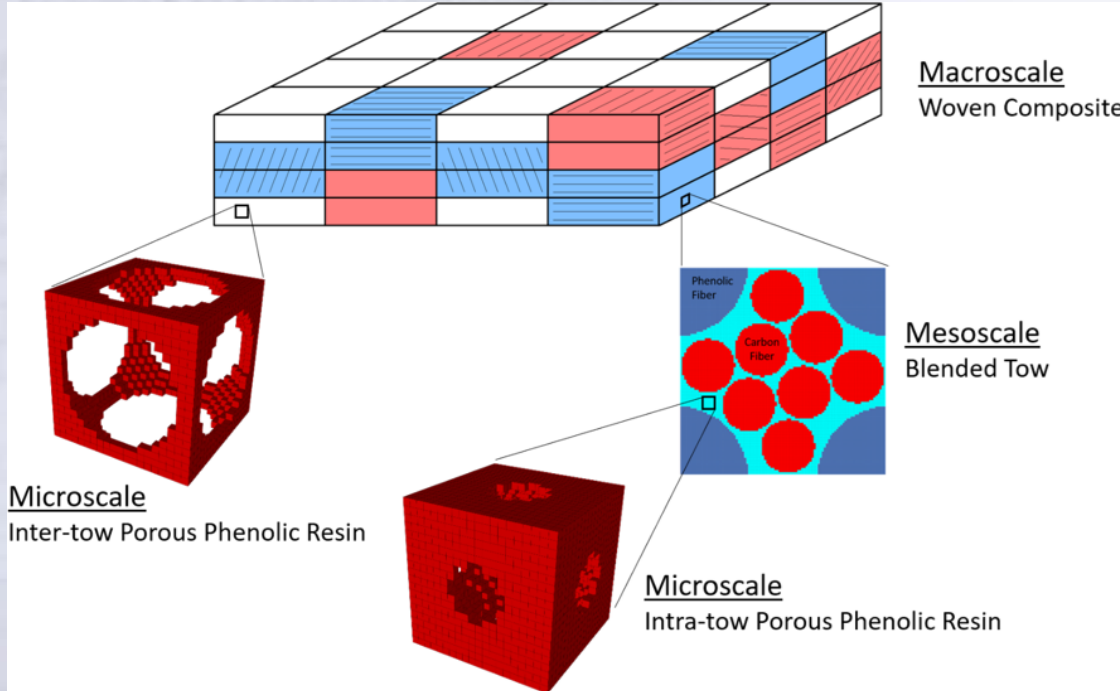 Macroscale
Woven Composite
Phenolic
Fiber
Carbon
Fiber
Mesoscale
Blended Tow
Microscale
Inter-tow Porous Phenolic Resin
Microscale
Intra-tow Porous Phenolic Resin